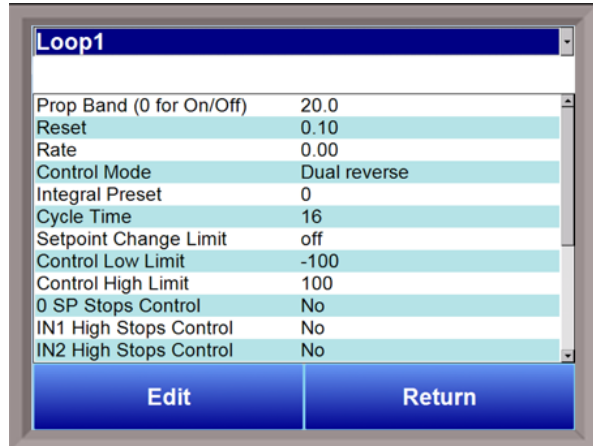 Loop1
Prop Band (0 for On/Off) 20.0
Reset 0.10
Rate 0.00
Control Mode Dual reverse
Integral Preset 0
Cycle Time 16
Setpoint Change Limit off
Control Low Limit -100
Control High Limit 100
0 SP Stops Control No
IN1 High Stops Control No
IN2 High Stops Control No
Edit Return